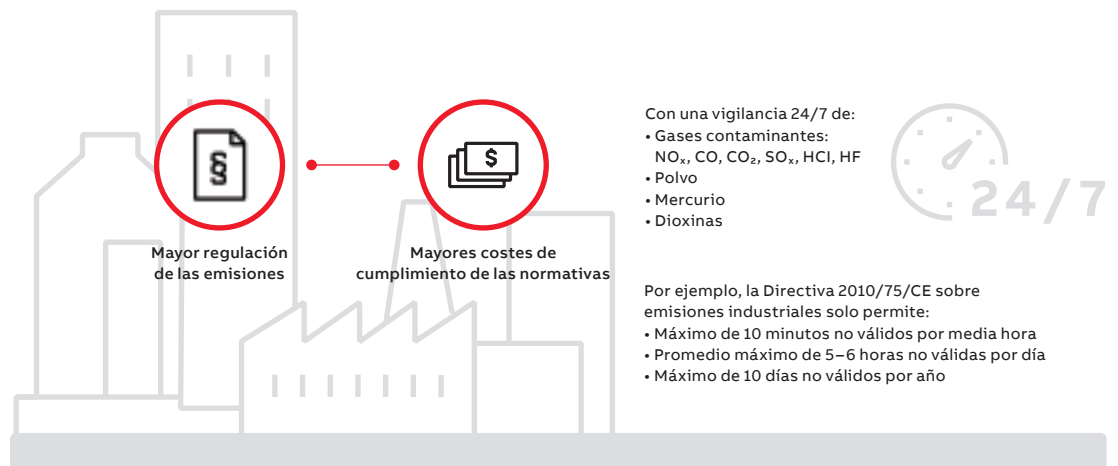 §
$
Mayor regulación
de las emisiones
Mayores costes de
cumplimiento de las normativas
Con una vigilancia 24/7 de:
• Gases contaminantes:
NOₓ, CO, CO₂, SOₓ, HCl, HF
• Polvo
• Mercurio
• Dioxinas
24/7
Por ejemplo, la Directiva 2010/75/CE sobre
emisiones industriales solo permite:
• Máximo de 10 minutos no válidos por media hora
• Promedio máximo de 5–6 horas no válidas por día
• Máximo de 10 días no válidos por año